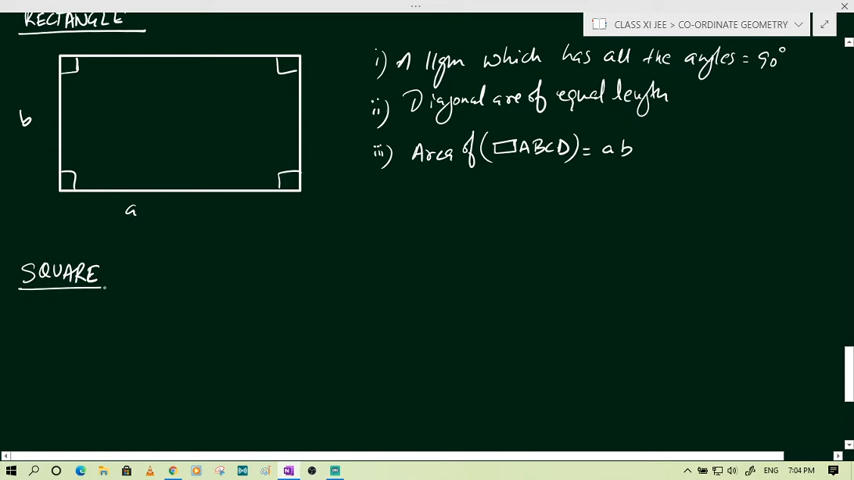 RECTANGLE
CLASS XI JEE > CO-ORDINATE GEOMETRY
i) A ||gm which has all the angles = 90°
b
ii) Diagonal are of equal length
iii) Area of (▭ABCD) = ab
a
SQUARE
ENG 7:04 PM